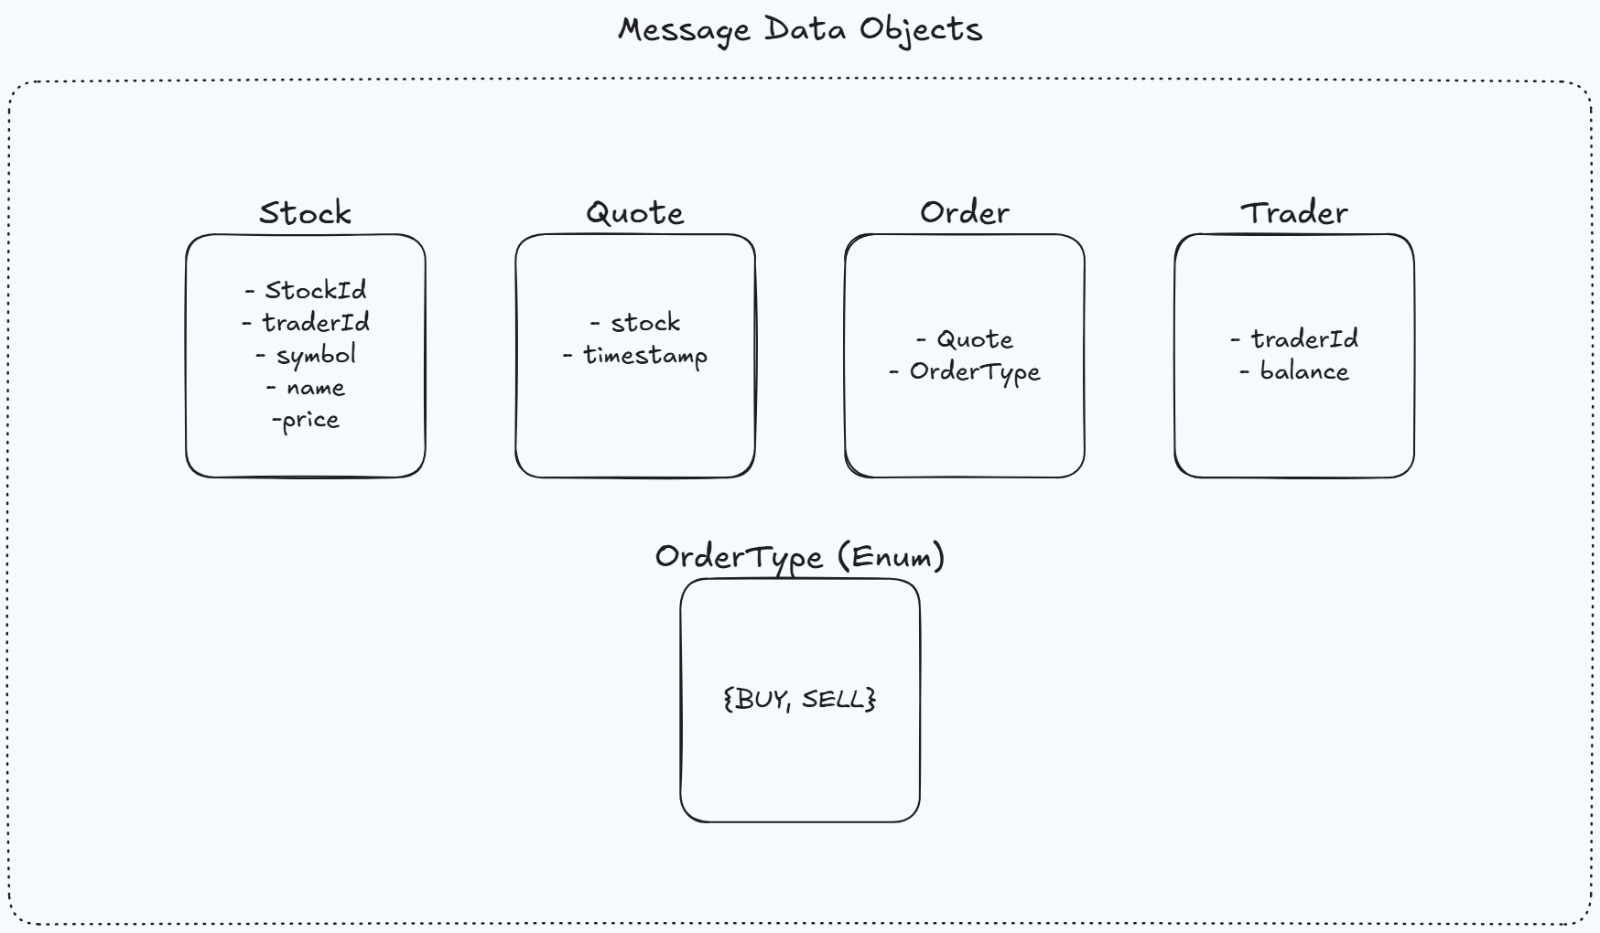 Message Data Objects
Stock
- StockId
- traderId
- symbol
- name
-price
Quote
- stock
- timestamp
Order
- Quote
- OrderType
Trader
- traderId
- balance
OrderType (Enum)
{BUY, SELL}